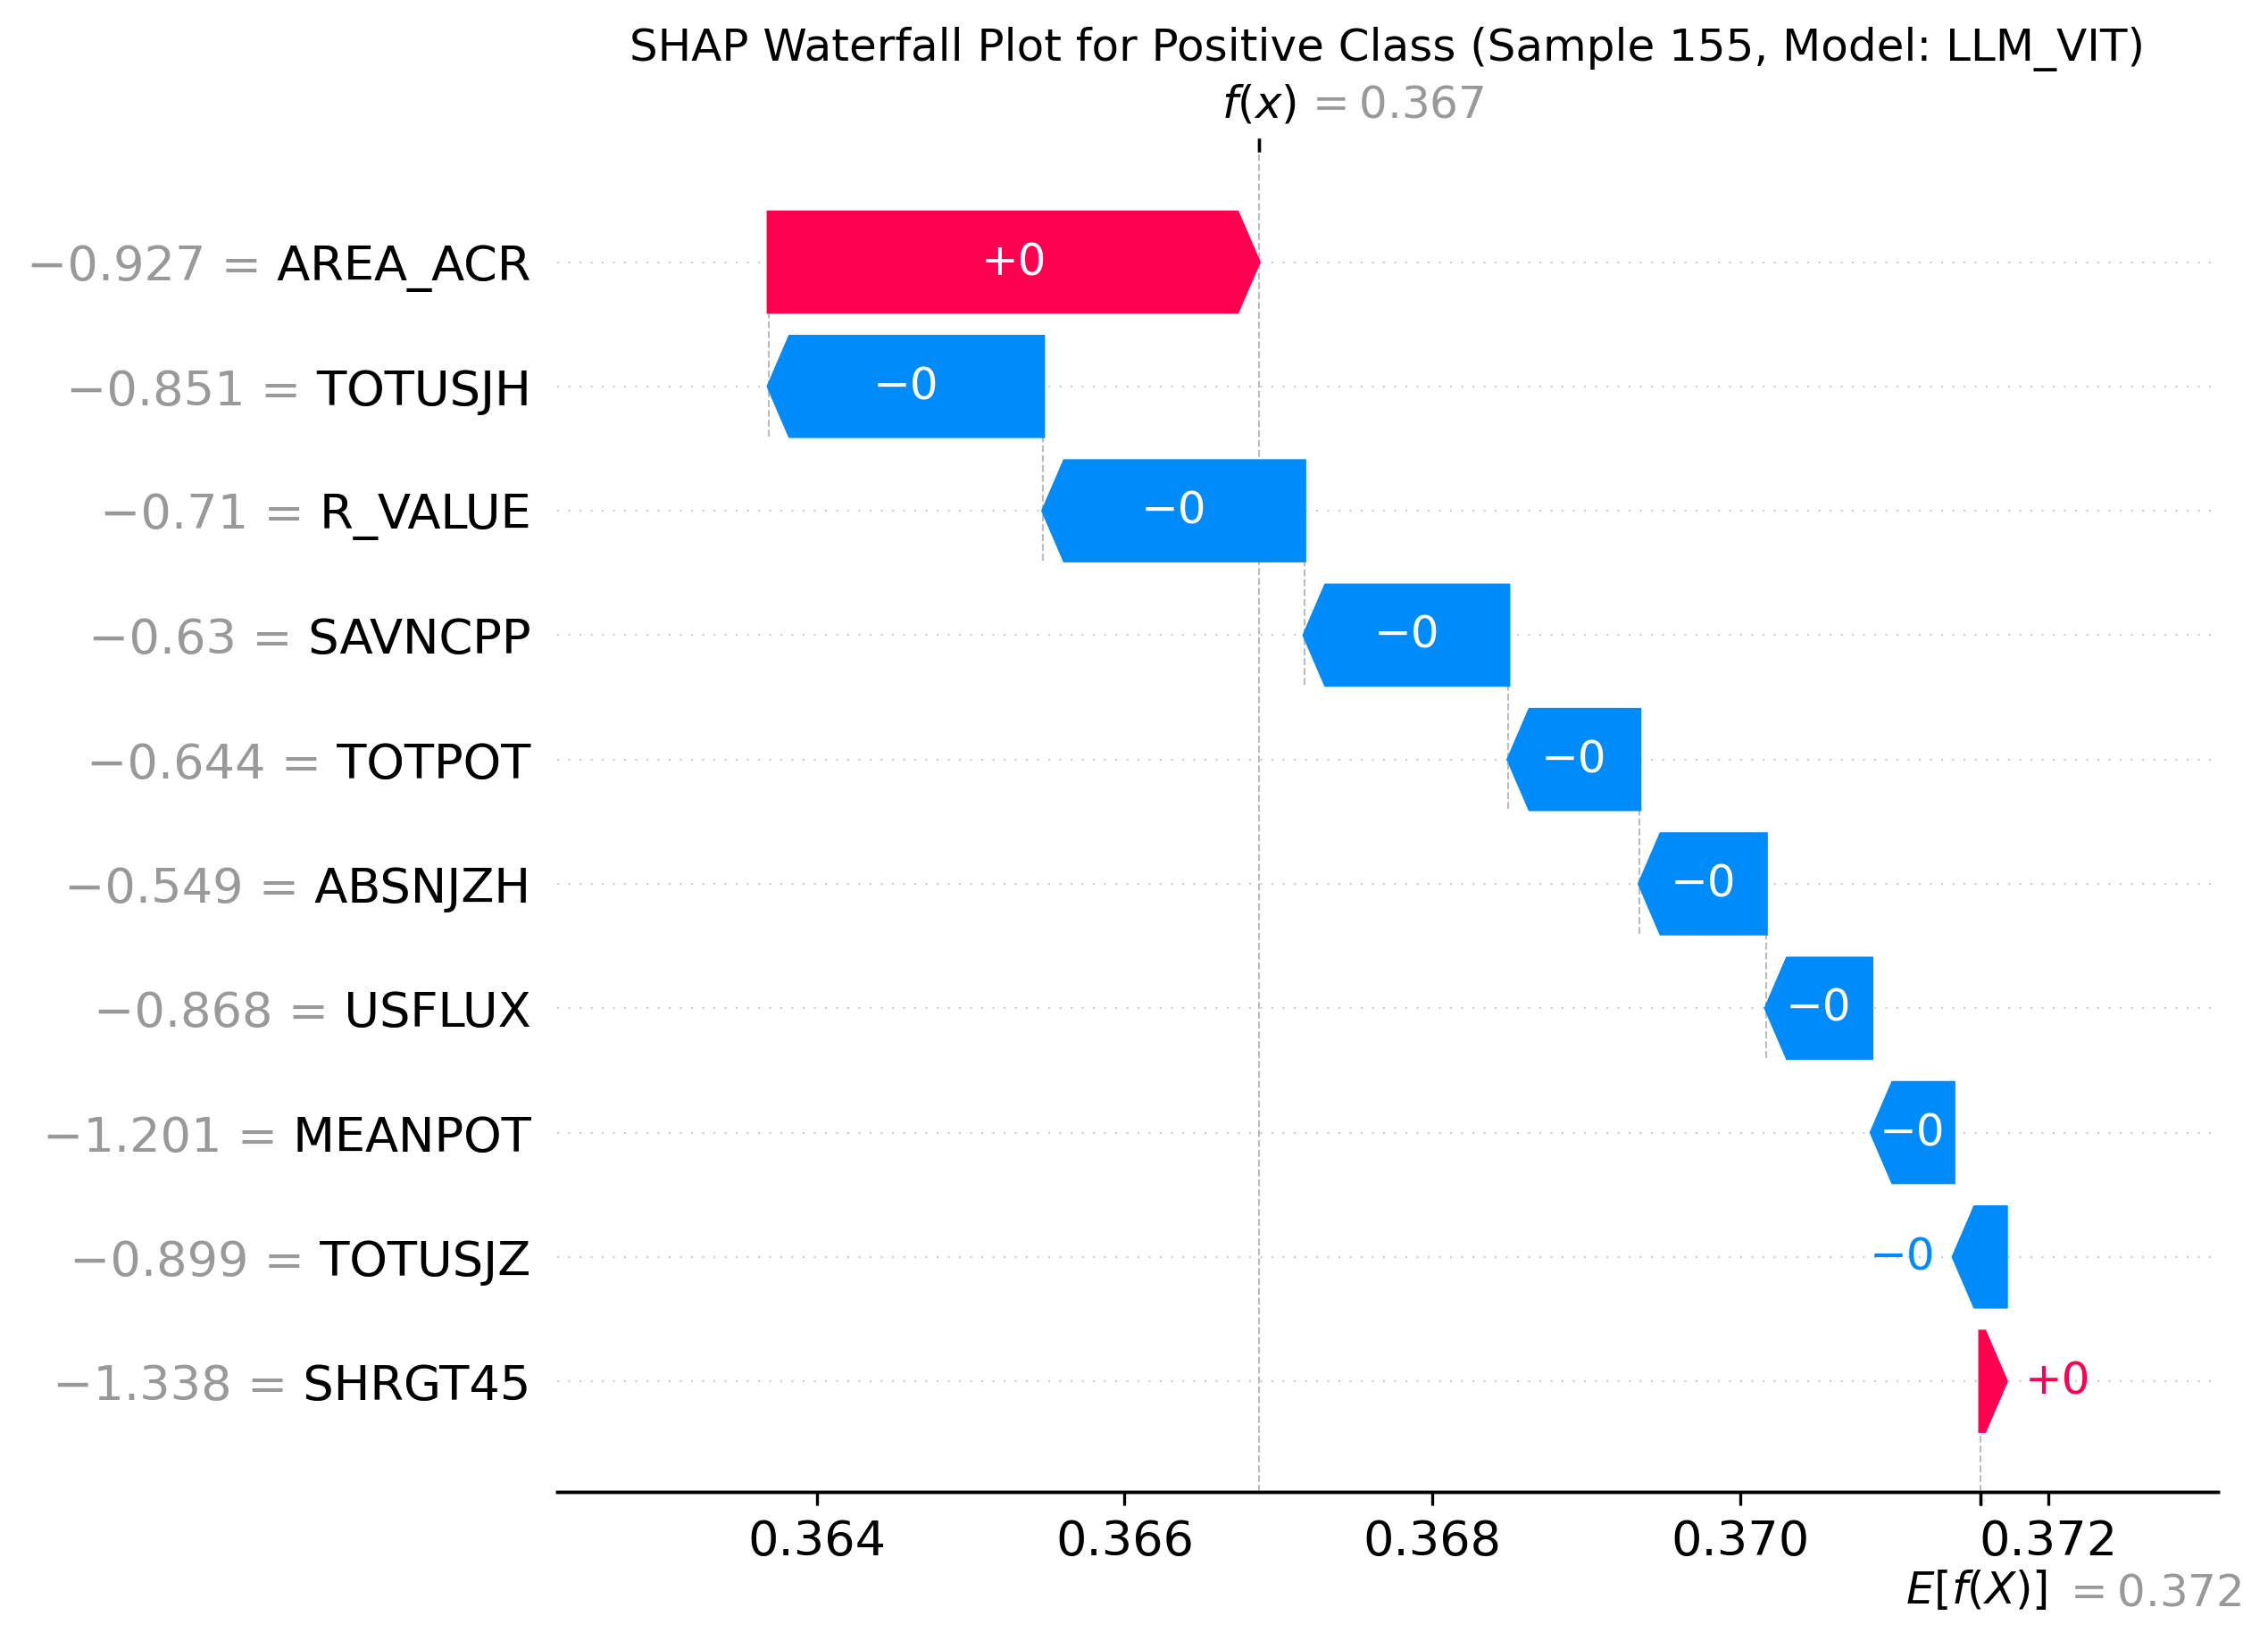 SHAP Waterfall Plot for Positive Class (Sample 155, Model: LLM_VIT)
f(x) = 0.367
−0.927 = AREA_ACR +0
−0.851 = TOTUSJH −0
−0.71 = R_VALUE −0
−0.63 = SAVNCPP −0
−0.644 = TOTPOT −0
−0.549 = ABSNJZH −0
−0.868 = USFLUX −0
−1.201 = MEANPOT −0
−0.899 = TOTUSJZ −0
−1.338 = SHRGT45 +0
0.364 0.366 0.368 0.370 0.372
E[f(X)] = 0.372